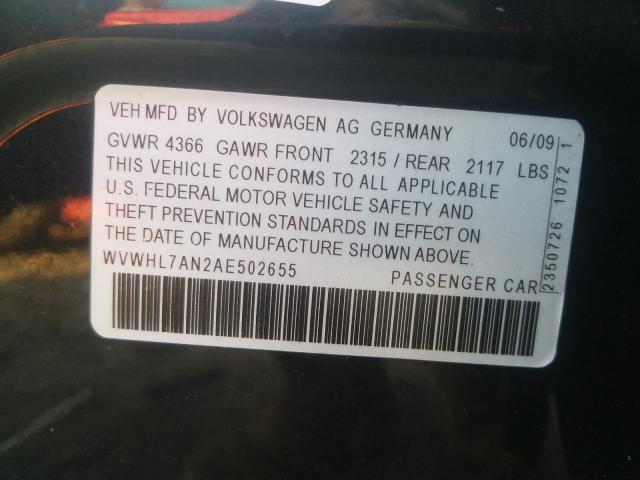 VEH MFD BY VOLKSWAGEN AG GERMANY 06/09
GVWR 4366 GAWR FRONT 2315 / REAR 2117 LBS
THIS VEHICLE CONFORMS TO ALL APPLICABLE
U.S. FEDERAL MOTOR VEHICLE SAFETY AND
THEFT PREVENTION STANDARDS IN EFFECT ON
THE DATE OF MANUFACTURE SHOWN ABOVE.
WVWHL7AN2AE502655 PASSENGER CAR
2350726 1072 1